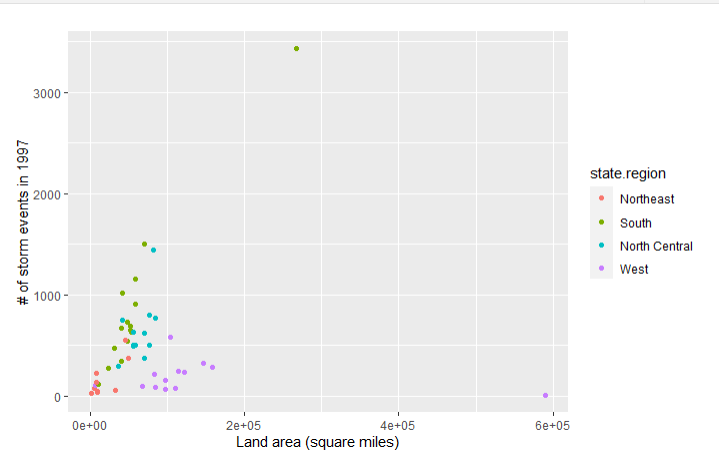 3000
2000
1000
0
# of storm events in 1997
0e+00 2e+05 4e+05 6e+05
Land area (square miles)
state.region
Northeast
South
North Central
West